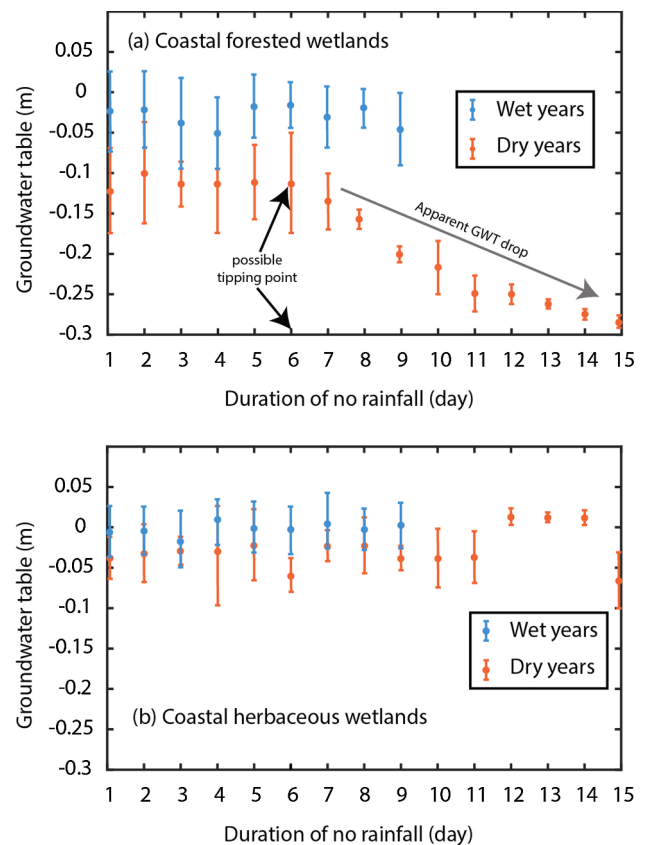 (a) Coastal forested wetlands
0.05
0
-0.05
-0.1
-0.15
-0.2
-0.25
-0.3
Groundwater table (m)
Wet years
Dry years
Apparent GWT drop
possible
tipping point
1 2 3 4 5 6 7 8 9 10 11 12 13 14 15
Duration of no rainfall (day)
0.05
0
-0.05
-0.1
-0.15
-0.2
-0.25
-0.3
Groundwater table (m)
Wet years
Dry years
(b) Coastal herbaceous wetlands
1 2 3 4 5 6 7 8 9 10 11 12 13 14 15
Duration of no rainfall (day)